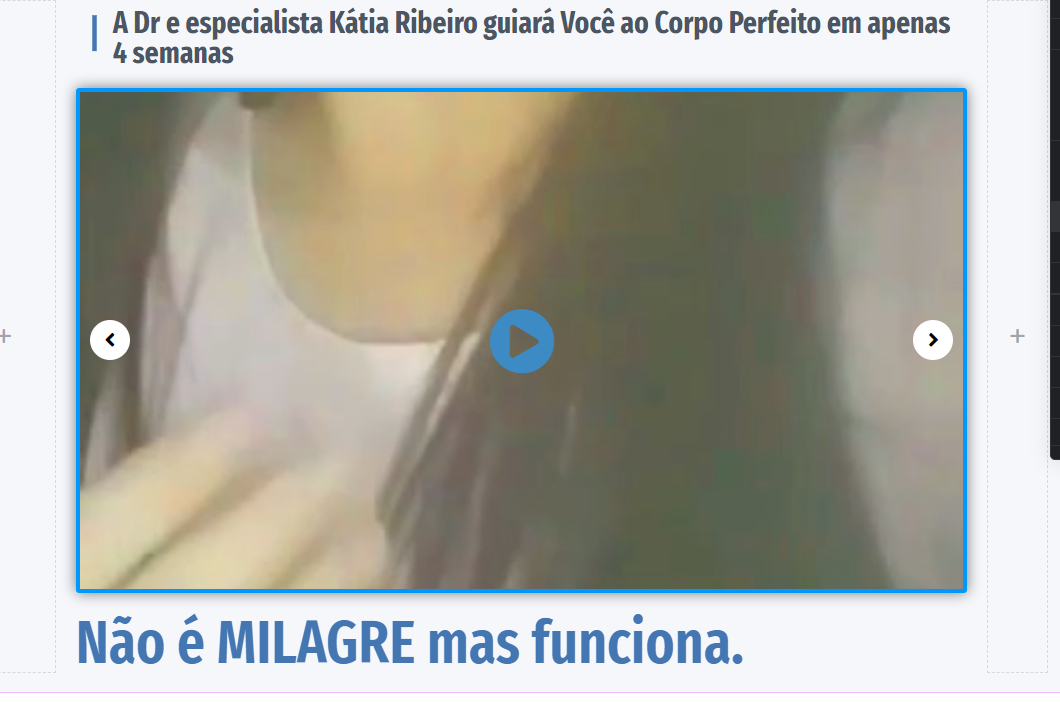 A Dr e especialista Kátia Ribeiro guiará Você ao Corpo Perfeito em apenas
4 semanas
Não é MILAGRE mas funciona.